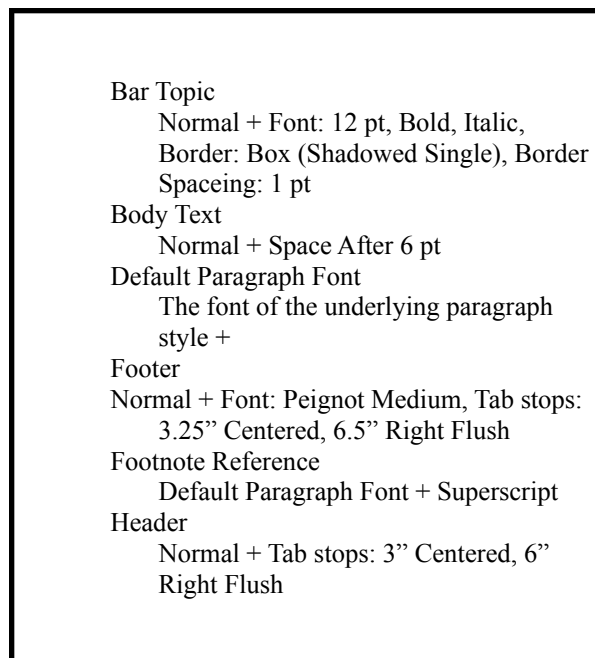 Bar Topic
Normal + Font: 12 pt, Bold, Italic,
Border: Box (Shadowed Single), Border
Spaceing: 1 pt
Body Text
Normal + Space After 6 pt
Default Paragraph Font
The font of the underlying paragraph
style +
Footer
Normal + Font: Peignot Medium, Tab stops:
3.25” Centered, 6.5” Right Flush
Footnote Reference
Default Paragraph Font + Superscript
Header
Normal + Tab stops: 3” Centered, 6”
Right Flush